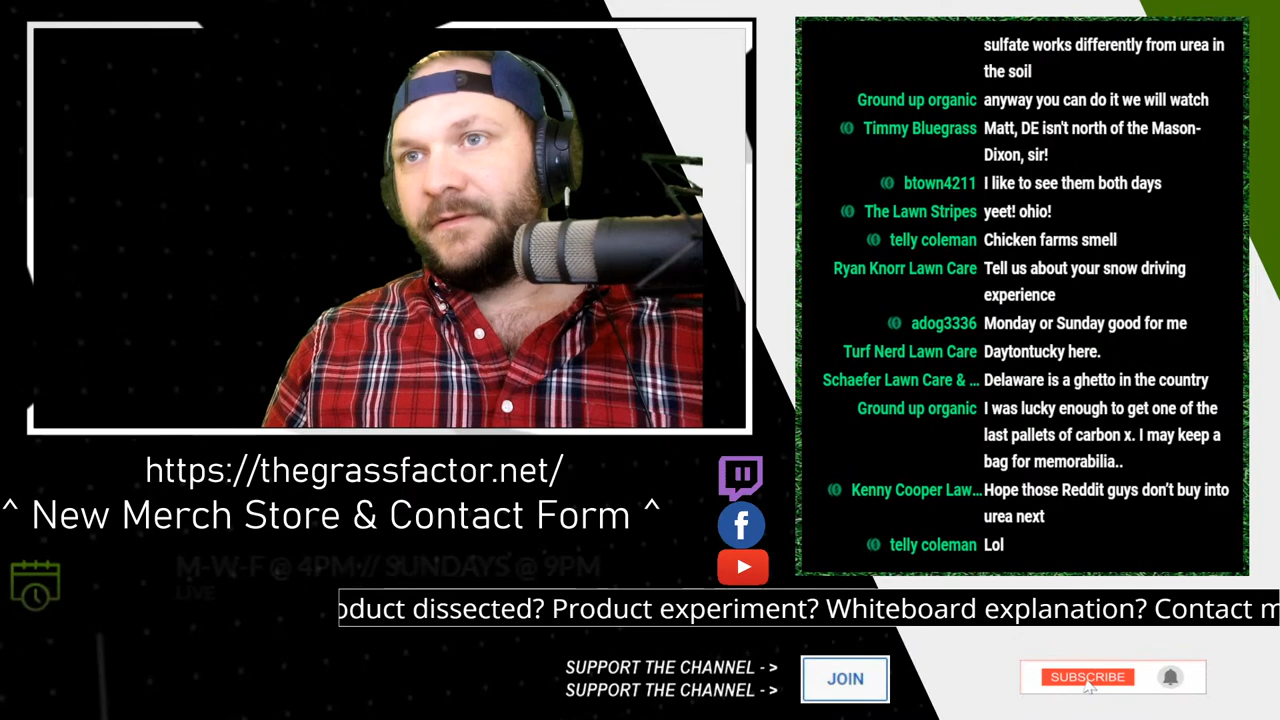 sulfate works differently from urea in
the soil
Ground up organic anyway you can do it we will watch
Timmy Bluegrass Matt, DE isn't north of the Mason-
Dixon, sir!
btown4211 I like to see them both days
The Lawn Stripes yeet! ohio!
telly coleman Chicken farms smell
Ryan Knorr Lawn Care Tell us about your snow driving
experience
adog3336 Monday or Sunday good for me
Turf Nerd Lawn Care Daytontucky here.
Schaefer Lawn Care & ... Delaware is a ghetto in the country
Ground up organic I was lucky enough to get one of the
last pallets of carbon x. I may keep a
bag for memorabilia..
Kenny Cooper Law... Hope those Reddit guys don't buy into
urea next
telly coleman Lol
https://thegrassfactor.net/
^ New Merch Store & Contact Form ^
M-W-F @ 4PM / SUNDAYS @ 9PM
LIVE
oduct dissected? Product experiment? Whiteboard explanation? Contact m
SUPPORT THE CHANNEL - >
SUPPORT THE CHANNEL - >
JOIN
SUBSCRIBE